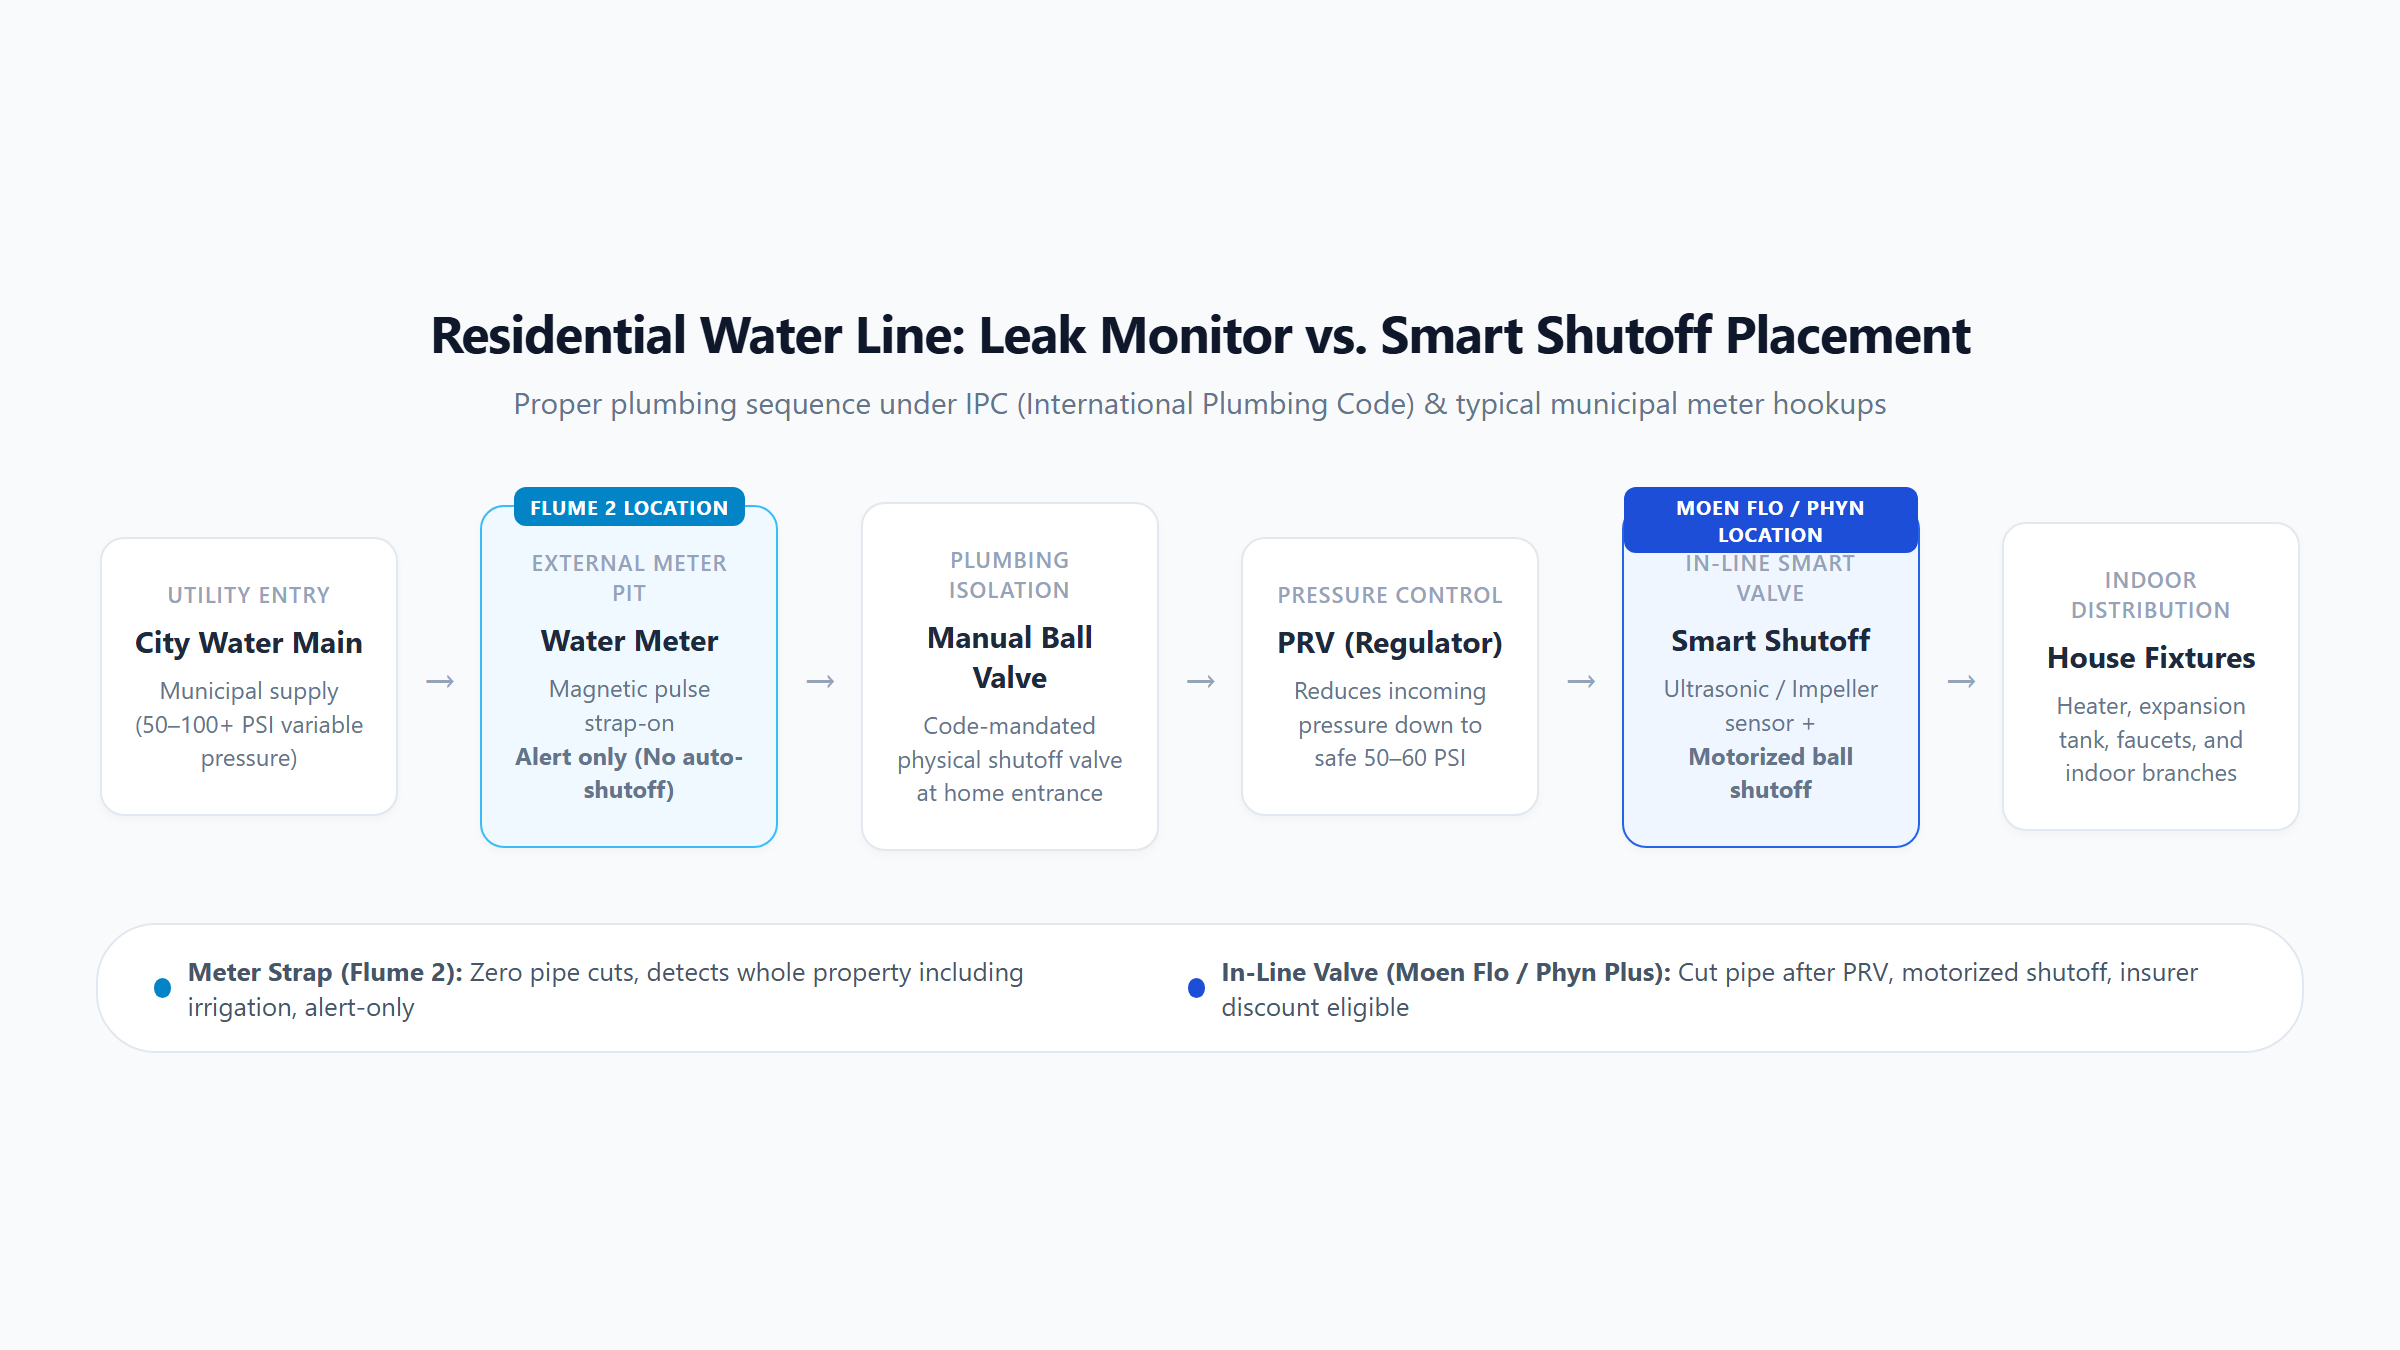 Residential Water Line: Leak Monitor vs. Smart Shutoff Placement
Proper plumbing sequence under IPC (International Plumbing Code) & typical municipal meter hookups
UTILITY ENTRY
City Water Main
Municipal supply
(50–100+ PSI variable
pressure)
→
FLUME 2 LOCATION
EXTERNAL METER
PIT
Water Meter
Magnetic pulse
strap-on
Alert only (No auto-
shutoff)
→
PLUMBING
ISOLATION
Manual Ball
Valve
Code-mandated
physical shutoff valve
at home entrance
→
PRESSURE CONTROL
PRV (Regulator)
Reduces incoming
pressure down to
safe 50–60 PSI
→
MOEN FLO / PHYN
LOCATION
IN-LINE SMART
VALVE
Smart Shutoff
Ultrasonic / Impeller
sensor +
Motorized ball
shutoff
→
INDOOR
DISTRIBUTION
House Fixtures
Heater, expansion
tank, faucets, and
indoor branches
Meter Strap (Flume 2): Zero pipe cuts, detects whole property including
irrigation, alert-only
In-Line Valve (Moen Flo / Phyn Plus): Cut pipe after PRV, motorized shutoff, insurer
discount eligible